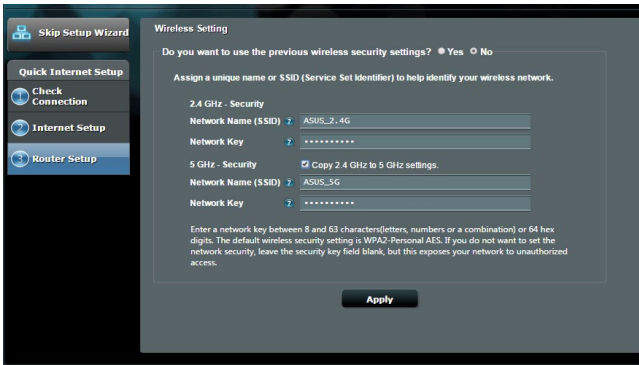 Skip Setup Wizard
Quick Internet Setup
1 Check
Connection
2 Internet Setup
3 Router Setup
Wireless Setting
Do you want to use the previous wireless security settings? Yes No
Assign a unique name or SSID (Service Set Identifier) to help identify your wireless network.
2.4 GHz - Security
Network Name (SSID) ? ASUS_2.4G
Network Key ? ••••••••••
5 GHz - Security Copy 2.4 GHz to 5 GHz settings.
Network Name (SSID) ? ASUS_5G
Network Key ? ••••••••••
Enter a network key between 8 and 63 characters(letters, numbers or a combination) or 64 hex
digits. The default wireless security setting is WPA2-Personal AES. If you do not want to set the
network security, leave the security key field blank, but this exposes your network to unauthorized
access.
Apply